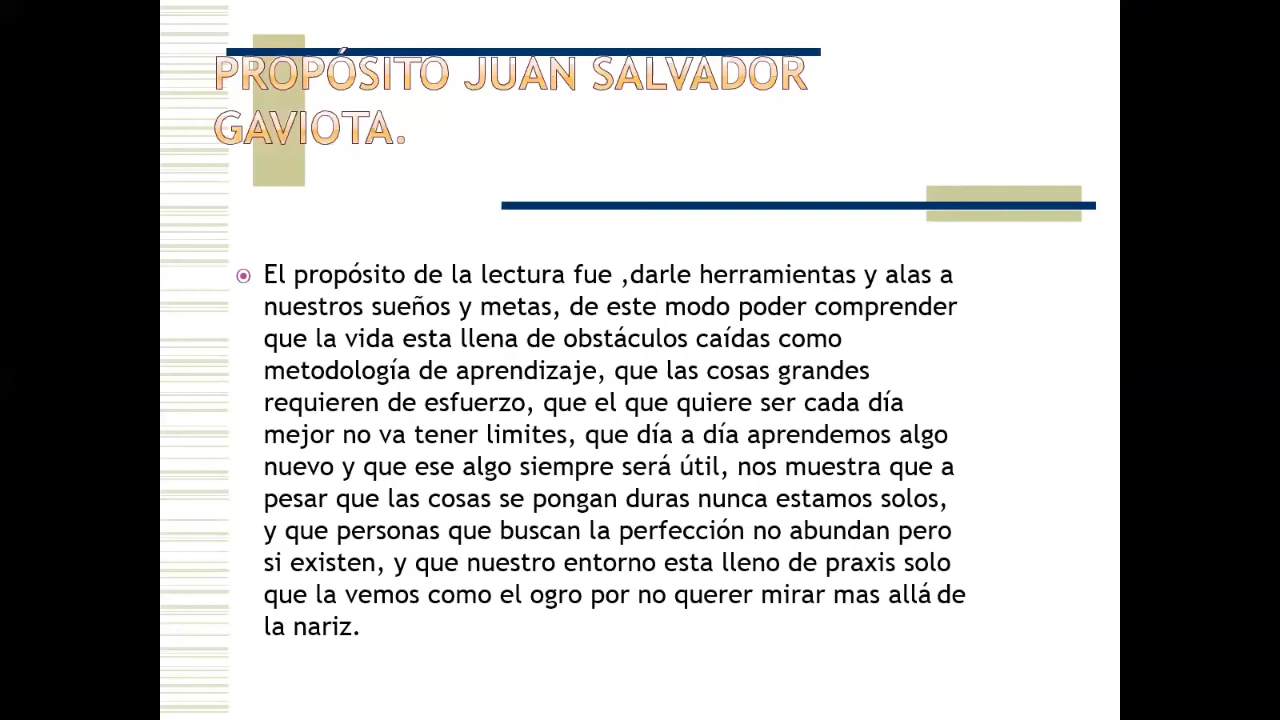 PROPÓSITO JUAN SALVADOR
GAVIOTA.
El propósito de la lectura fue ,darle herramientas y alas a
nuestros sueños y metas, de este modo poder comprender
que la vida esta llena de obstáculos caídas como
metodología de aprendizaje, que las cosas grandes
requieren de esfuerzo, que el que quiere ser cada día
mejor no va tener limites, que día a día aprendemos algo
nuevo y que ese algo siempre será útil, nos muestra que a
pesar que las cosas se pongan duras nunca estamos solos,
y que personas que buscan la perfección no abundan pero
si existen, y que nuestro entorno esta lleno de praxis solo
que la vemos como el ogro por no querer mirar mas allá de
la nariz.